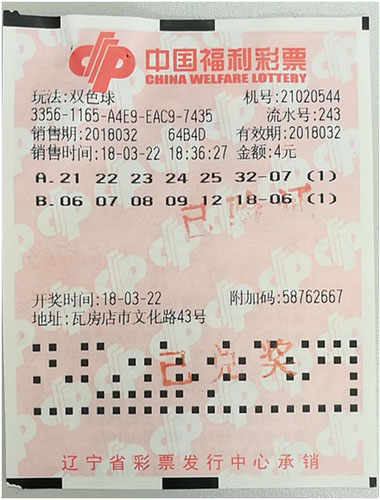 中国福利彩票
CHINA WELFARE LOTTERY
玩法:双色球 机号:21020544
3356-1165-A4E9-EAC9-7435 流水号:243
销售期:2018032 64B4D 有效期:2018032
销售时间:18-03-22 18:36:27 金额:4元
A.21 22 23 24 25 32-07 (1)
B.06 07 08 09 12 18-06 (1)
开奖时间:18-03-22 附加码:58762667
地址:瓦房店市文化路43号
已兑奖
辽宁省彩票发行中心承销